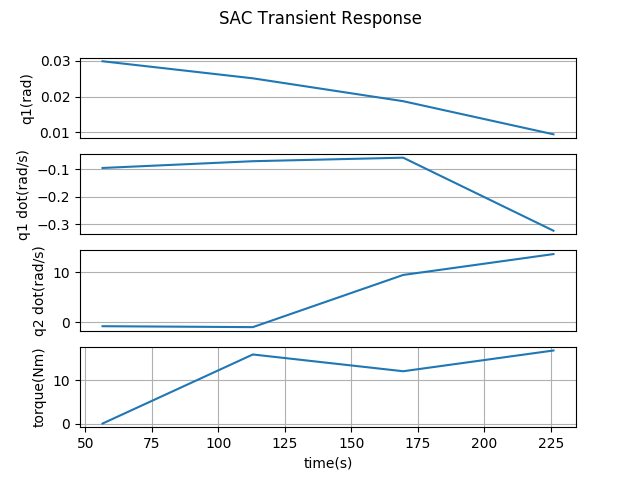 SAC Transient Response
q1(rad)
0.03
0.02
0.01
q1 dot(rad/s)
−0.1
−0.2
−0.3
q2 dot(rad/s)
10
0
torque(Nm)
10
0
50 75 100 125 150 175 200 225
time(s)